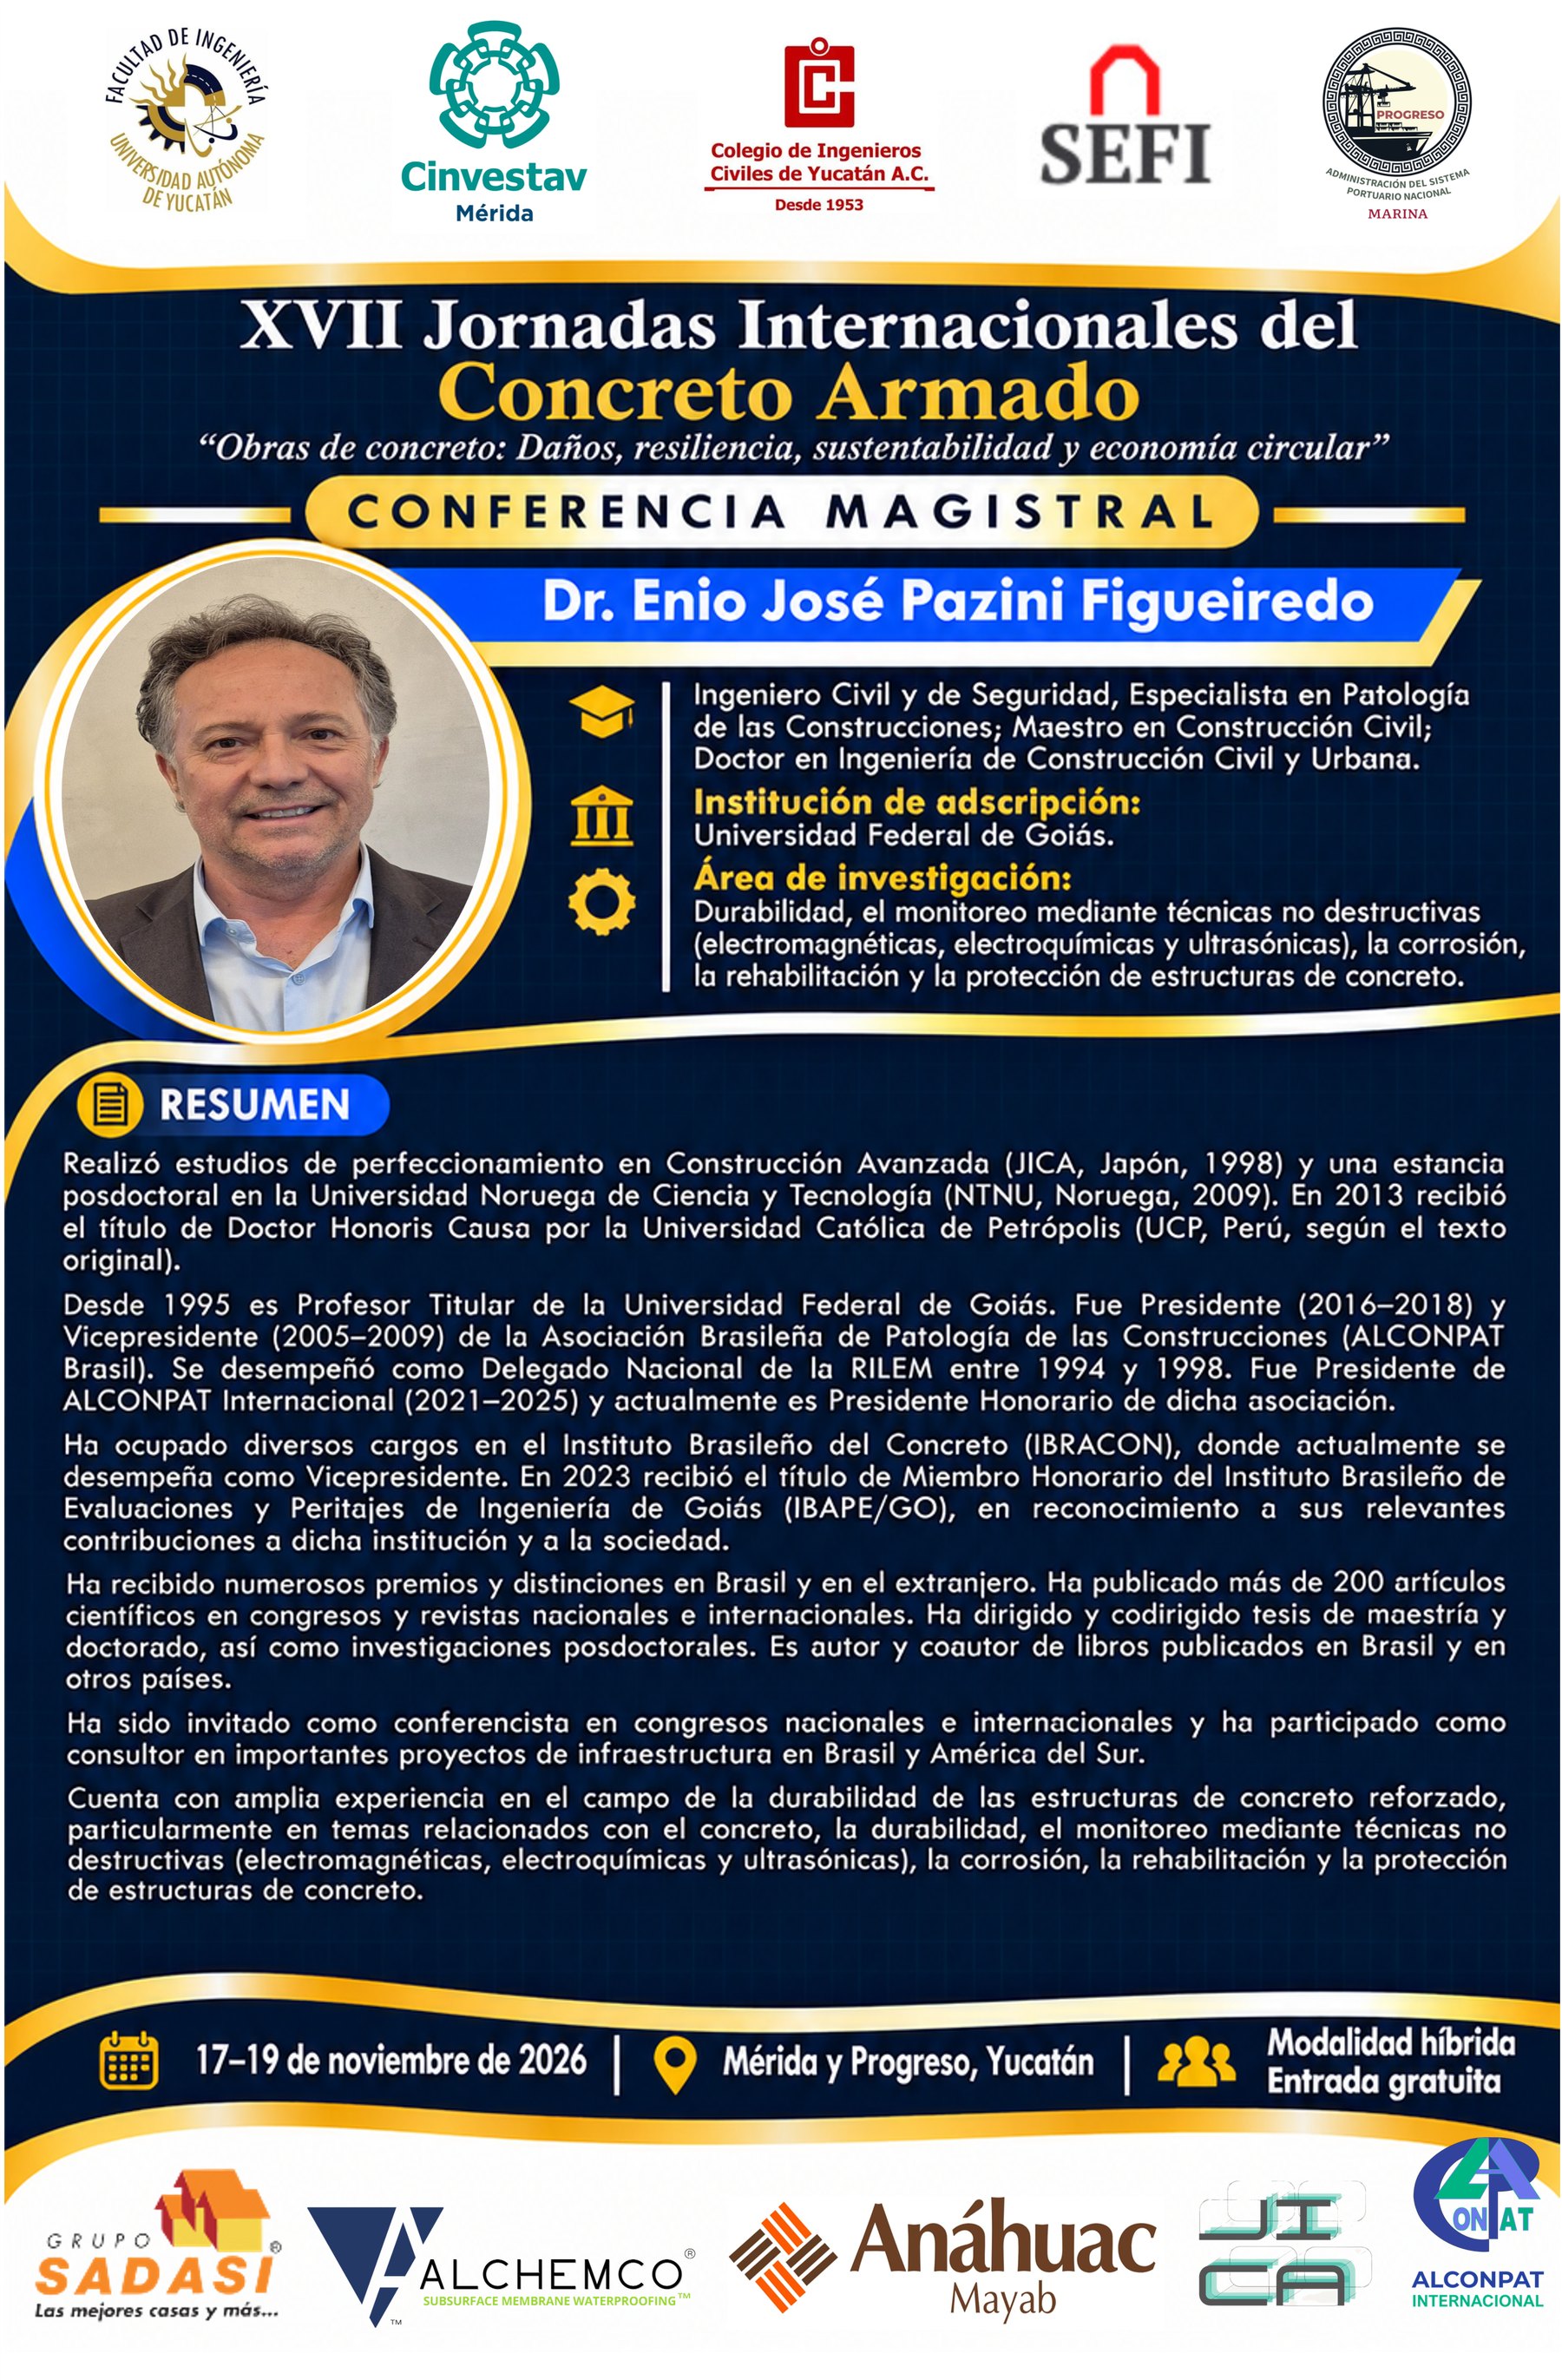 FACULTAD DE INGENIERÍA
UNIVERSIDAD AUTÓNOMA
DE YUCATÁN
Cinvestav
Mérida
Colegio de Ingenieros
Civiles de Yucatán A.C.
Desde 1953
SEFI
PROGRESO
ADMINISTRACIÓN DEL SISTEMA
PORTUARIO NACIONAL
MARINA
XVII Jornadas Internacionales del
Concreto Armado
“Obras de concreto: Daños, resiliencia, sustentabilidad y economía circular”
CONFERENCIA MAGISTRAL
Dr. Enio José Pazini Figueiredo
Ingeniero Civil y de Seguridad, Especialista en Patología
de las Construcciones; Maestro en Construcción Civil;
Doctor en Ingeniería de Construcción Civil y Urbana.
Institución de adscripción:
Universidad Federal de Goiás.
Área de investigación:
Durabilidad, el monitoreo mediante técnicas no destructivas
(electromagnéticas, electroquímicas y ultrasónicas), la corrosión,
la rehabilitación y la protección de estructuras de concreto.
RESUMEN
Realizó estudios de perfeccionamiento en Construcción Avanzada (JICA, Japón, 1998) y una estancia
posdoctoral en la Universidad Noruega de Ciencia y Tecnología (NTNU, Noruega, 2009). En 2013 recibió
el título de Doctor Honoris Causa por la Universidad Católica de Petrópolis (UCP, Perú, según el texto
original).
Desde 1995 es Profesor Titular de la Universidad Federal de Goiás. Fue Presidente (2016–2018) y
Vicepresidente (2005–2009) de la Asociación Brasileña de Patología de las Construcciones (ALCONPAT
Brasil). Se desempeñó como Delegado Nacional de la RILEM entre 1994 y 1998. Fue Presidente de
ALCONPAT Internacional (2021–2025) y actualmente es Presidente Honorario de dicha asociación.
Ha ocupado diversos cargos en el Instituto Brasileño del Concreto (IBRACON), donde actualmente se
desempeña como Vicepresidente. En 2023 recibió el título de Miembro Honorario del Instituto Brasileño de
Evaluaciones y Peritajes de Ingeniería de Goiás (IBAPE/GO), en reconocimiento a sus relevantes
contribuciones a dicha institución y a la sociedad.
Ha recibido numerosos premios y distinciones en Brasil y en el extranjero. Ha publicado más de 200 artículos
científicos en congresos y revistas nacionales e internacionales. Ha dirigido y codirigido tesis de maestría y
doctorado, así como investigaciones posdoctorales. Es autor y coautor de libros publicados en Brasil y en
otros países.
Ha sido invitado como conferencista en congresos nacionales e internacionales y ha participado como
consultor en importantes proyectos de infraestructura en Brasil y América del Sur.
Cuenta con amplia experiencia en el campo de la durabilidad de las estructuras de concreto reforzado,
particularmente en temas relacionados con el concreto, la durabilidad, el monitoreo mediante técnicas no
destructivas (electromagnéticas, electroquímicas y ultrasónicas), la corrosión, la rehabilitación y la protección
de estructuras de concreto.
17–19 de noviembre de 2026
Mérida y Progreso, Yucatán
Modalidad híbrida
Entrada gratuita
GRUPO
SADASI®
Las mejores casas y más...
ALCHEMCO®
SUBSURFACE MEMBRANE WATERPROOFING™
™
Anáhuac
Mayab
JI
CA
ALCONPAT
ALCONPAT
INTERNACIONAL